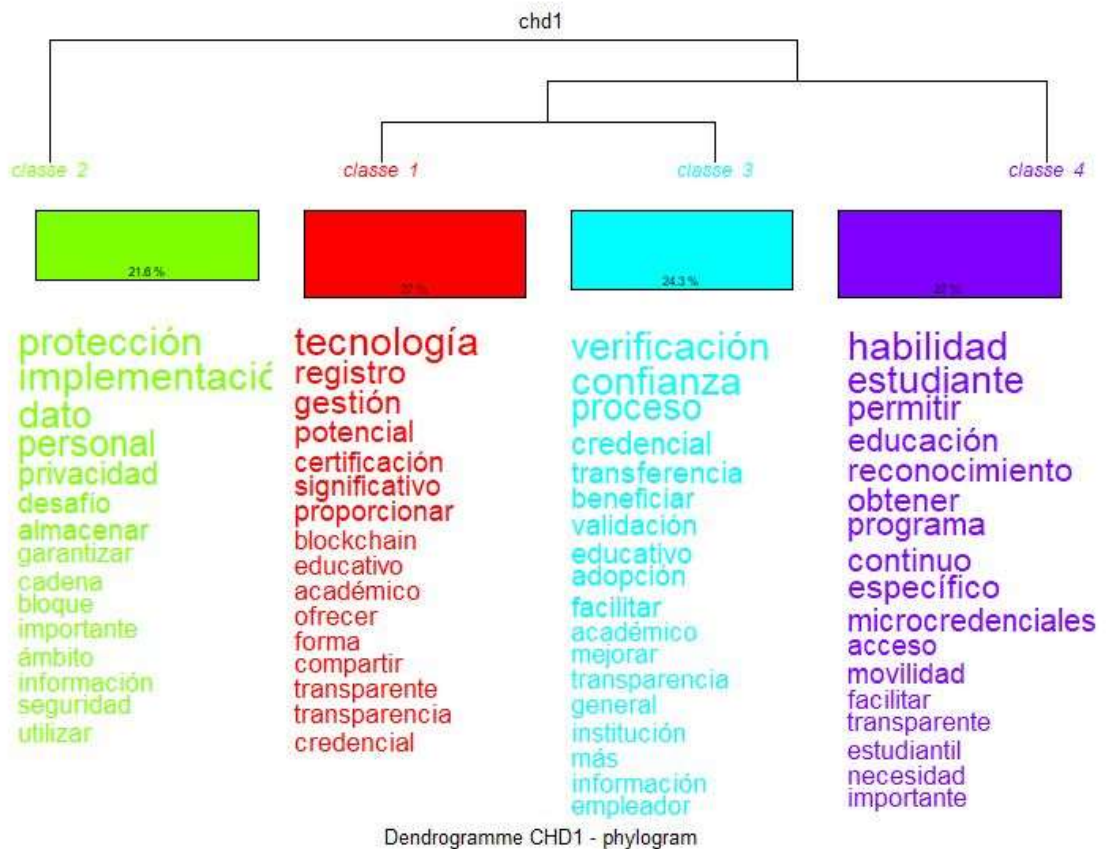 chd1
classe 2
classe 1
classe 3
classe 4
21.6 %
27 %
24.3 %
27 %
protección
implementació
dato
personal
privacidad
desafío
almacenar
garantizar
cadena
bloque
importante
ámbito
información
seguridad
utilizar
tecnología
registro
gestión
potencial
certificación
significativo
proporcionar
blockchain
educativo
académico
ofrecer
forma
compartir
transparente
transparencia
credencial
verificación
confianza
proceso
credencial
transferencia
beneficiar
validación
educativo
adopción
facilitar
académico
mejorar
transparencia
general
institución
más
información
empleador
habilidad
estudiante
permitir
educación
reconocimiento
obtener
programa
continuo
específico
microcredenciales
acceso
movilidad
facilitar
transparente
estudiantil
necesidad
importante
Dendrogramme CHD1 - phylogram